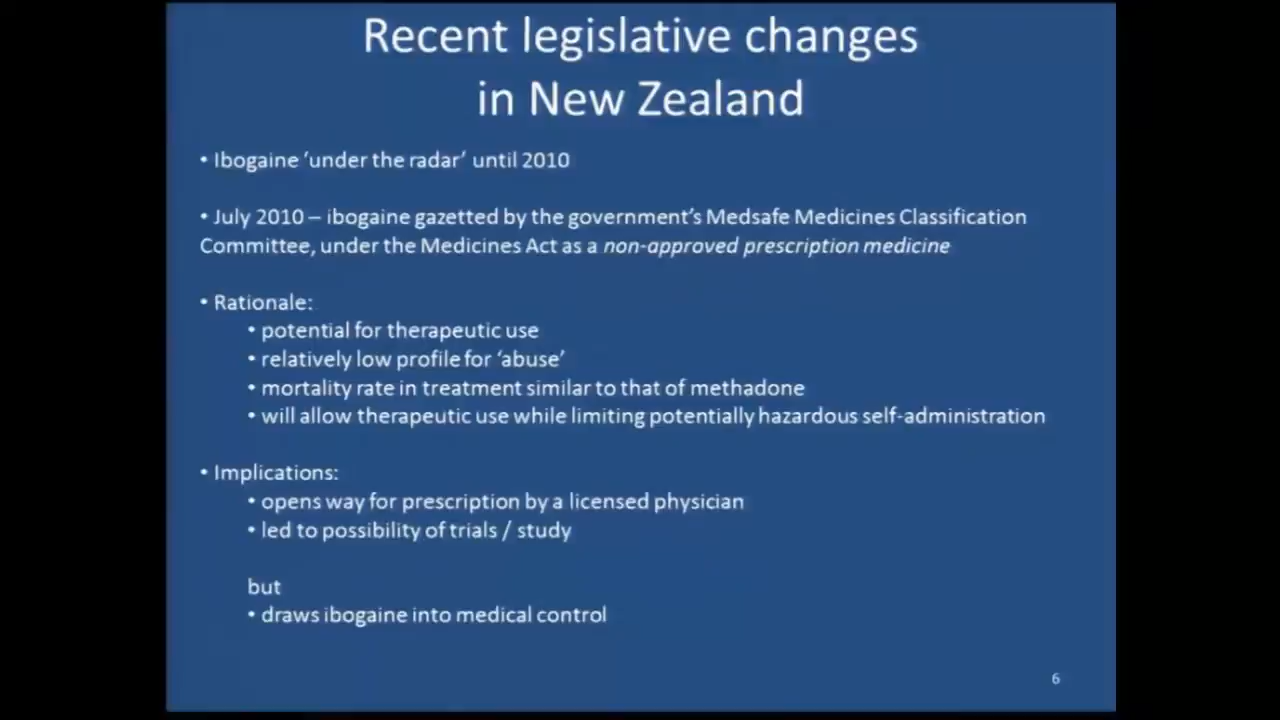 Recent legislative changes
in New Zealand
• Ibogaine ‘under the radar’ until 2010
• July 2010 – ibogaine gazetted by the government’s Medsafe Medicines Classification
Committee, under the Medicines Act as a non-approved prescription medicine
• Rationale:
• potential for therapeutic use
• relatively low profile for ‘abuse’
• mortality rate in treatment similar to that of methadone
• will allow therapeutic use while limiting potentially hazardous self-administration
• Implications:
• opens way for prescription by a licensed physician
• led to possibility of trials / study
but
• draws ibogaine into medical control
6